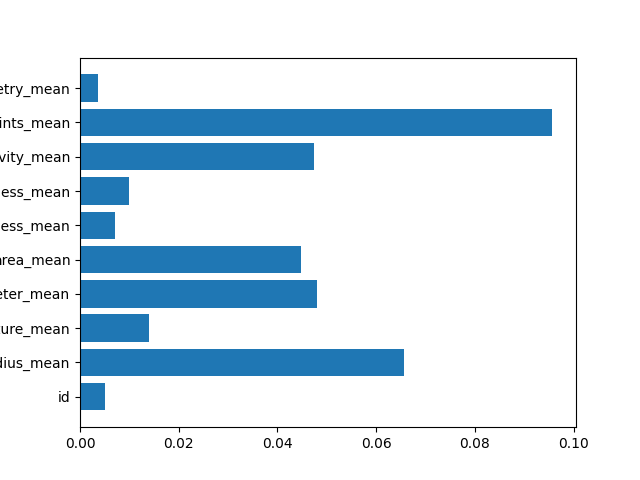 etry_mean
ints_mean
vity_mean
ess_mean
ess_mean
area_mean
eter_mean
ure_mean
dius_mean
id
0.00 0.02 0.04 0.06 0.08 0.10